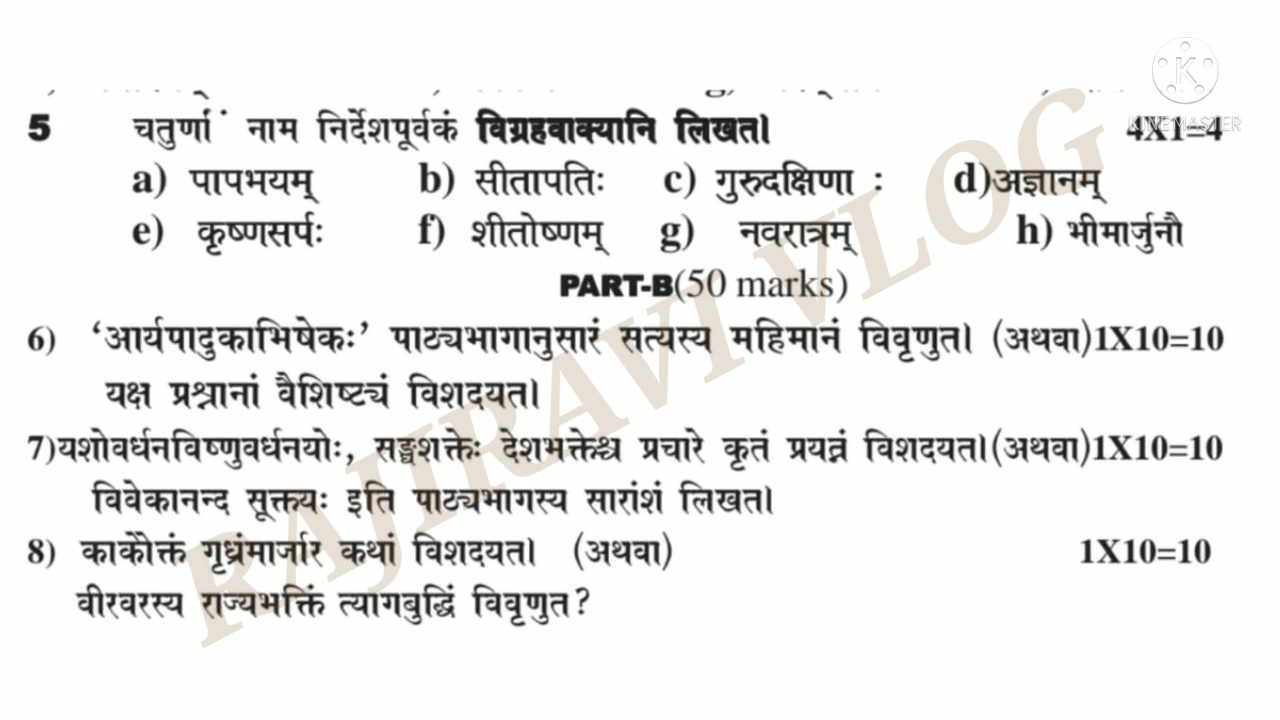 5 चतुर्णां नाम निर्देशपूर्वकं विग्रहवाक्यानि लिखत। 4X1=4
a) पापभयम् b) सीतापतिः c) गुरुदक्षिणा : d)अज्ञानम्
e) कृष्णसर्पः f) शीतोष्णम् g) नवरात्रम् h) भीमार्जुनौ
PART-B(50 marks)
6) ‘आर्यपादुकाभिषेकः’ पाठ्यभागानुसारं सत्यस्य महिमानं विवृणुत। (अथवा)1X10=10
यक्ष प्रश्नानां वैशिष्ट्यं विशदयत।
7)यशोवर्धनविष्णुवर्धनयोः, सङ्घशक्तेः देशभक्तेश्च प्रचारे कृतं प्रयत्नं विशदयत।(अथवा)1X10=10
विवेकानन्द सूक्तयः इति पाठ्यभागस्य सारांशं लिखत।
8) काकोक्तं गृध्रंमार्जार कथां विशदयत। (अथवा) 1X10=10
वीरवरस्य राज्यभक्तिं त्यागबुद्धिं विवृणुत?
RAJIRAVI VLOG
K
KINEMASTER